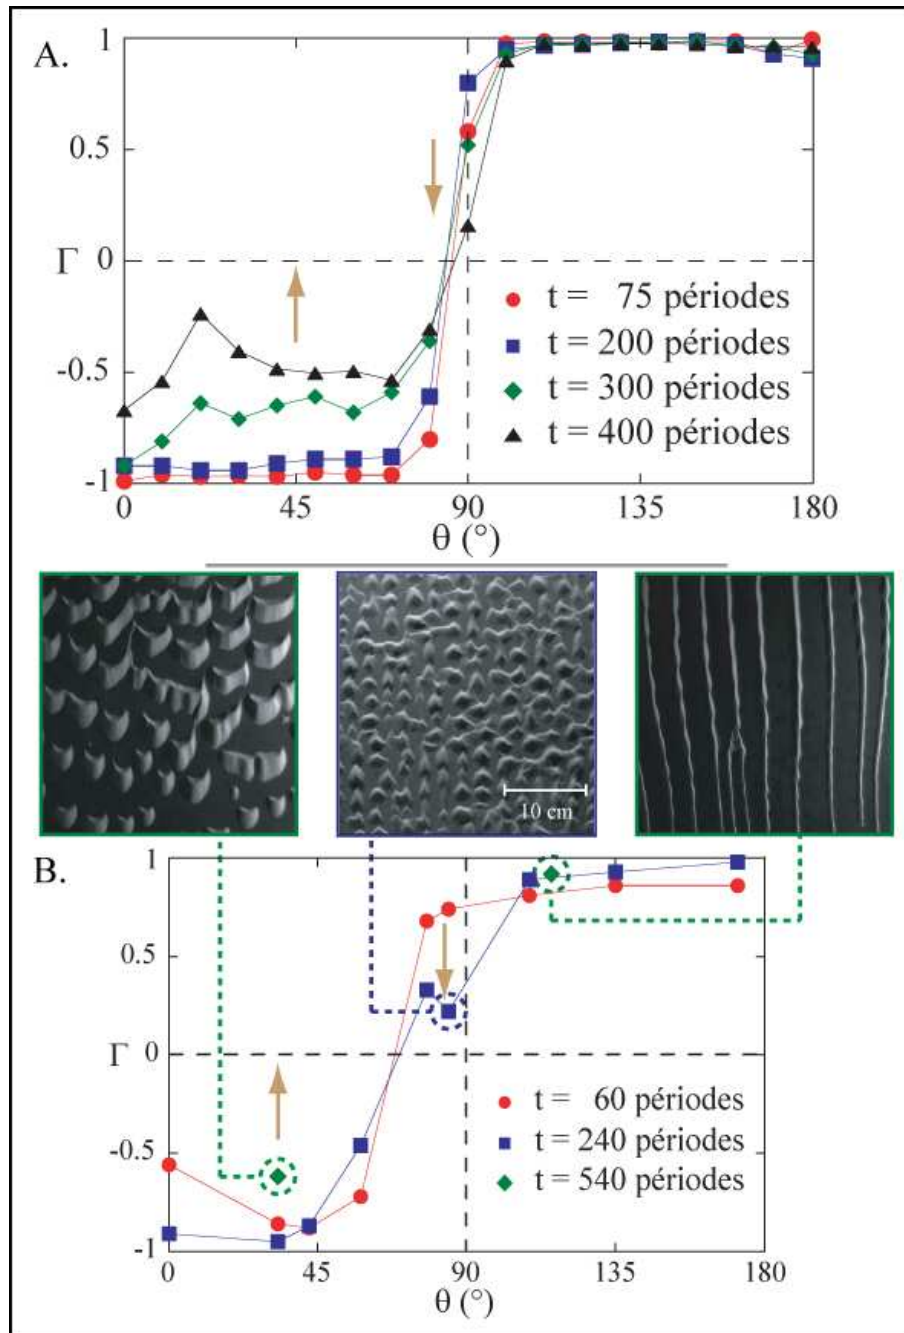 A.
1
0.5
Γ 0
-0.5
-1
t = 75 périodes
t = 200 périodes
t = 300 périodes
t = 400 périodes
0 45 90 135 180
θ (°)
10 cm
B.
1
0.5
Γ 0
-0.5
-1
t = 60 périodes
t = 240 périodes
t = 540 périodes
0 45 90 135 180
θ (°)